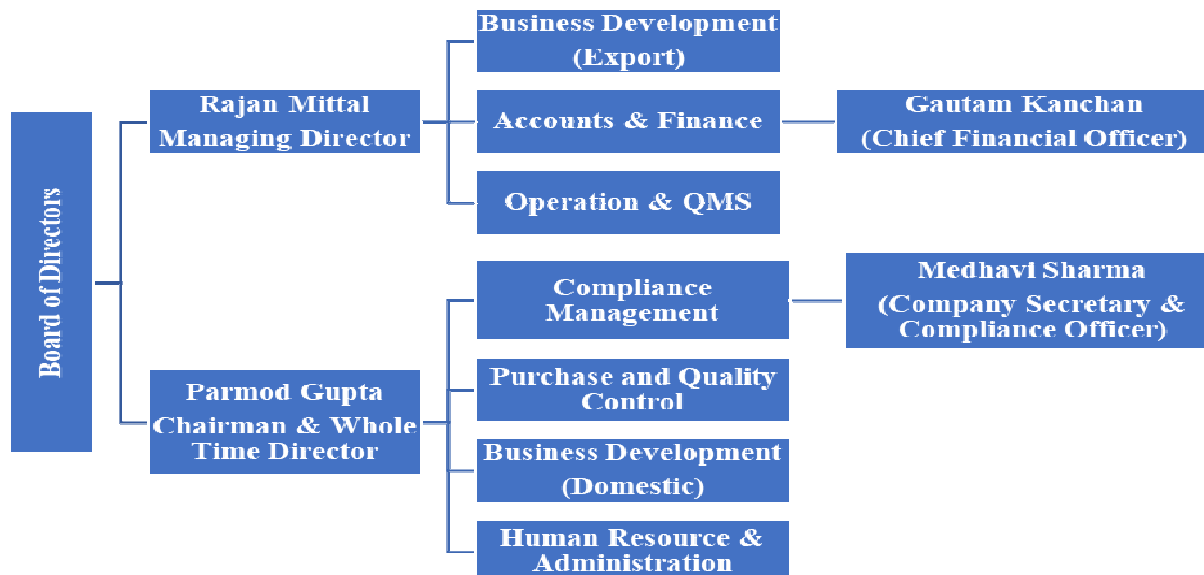 Board of Directors
Rajan Mittal
Managing Director
Business Development
(Export)
Accounts & Finance
Gautam Kanchan
(Chief Financial Officer)
Operation & QMS
Parmod Gupta
Chairman & Whole
Time Director
Compliance
Management
Medhavi Sharma
(Company Secretary &
Compliance Officer)
Purchase and Quality
Control
Business Development
(Domestic)
Human Resource &
Administration